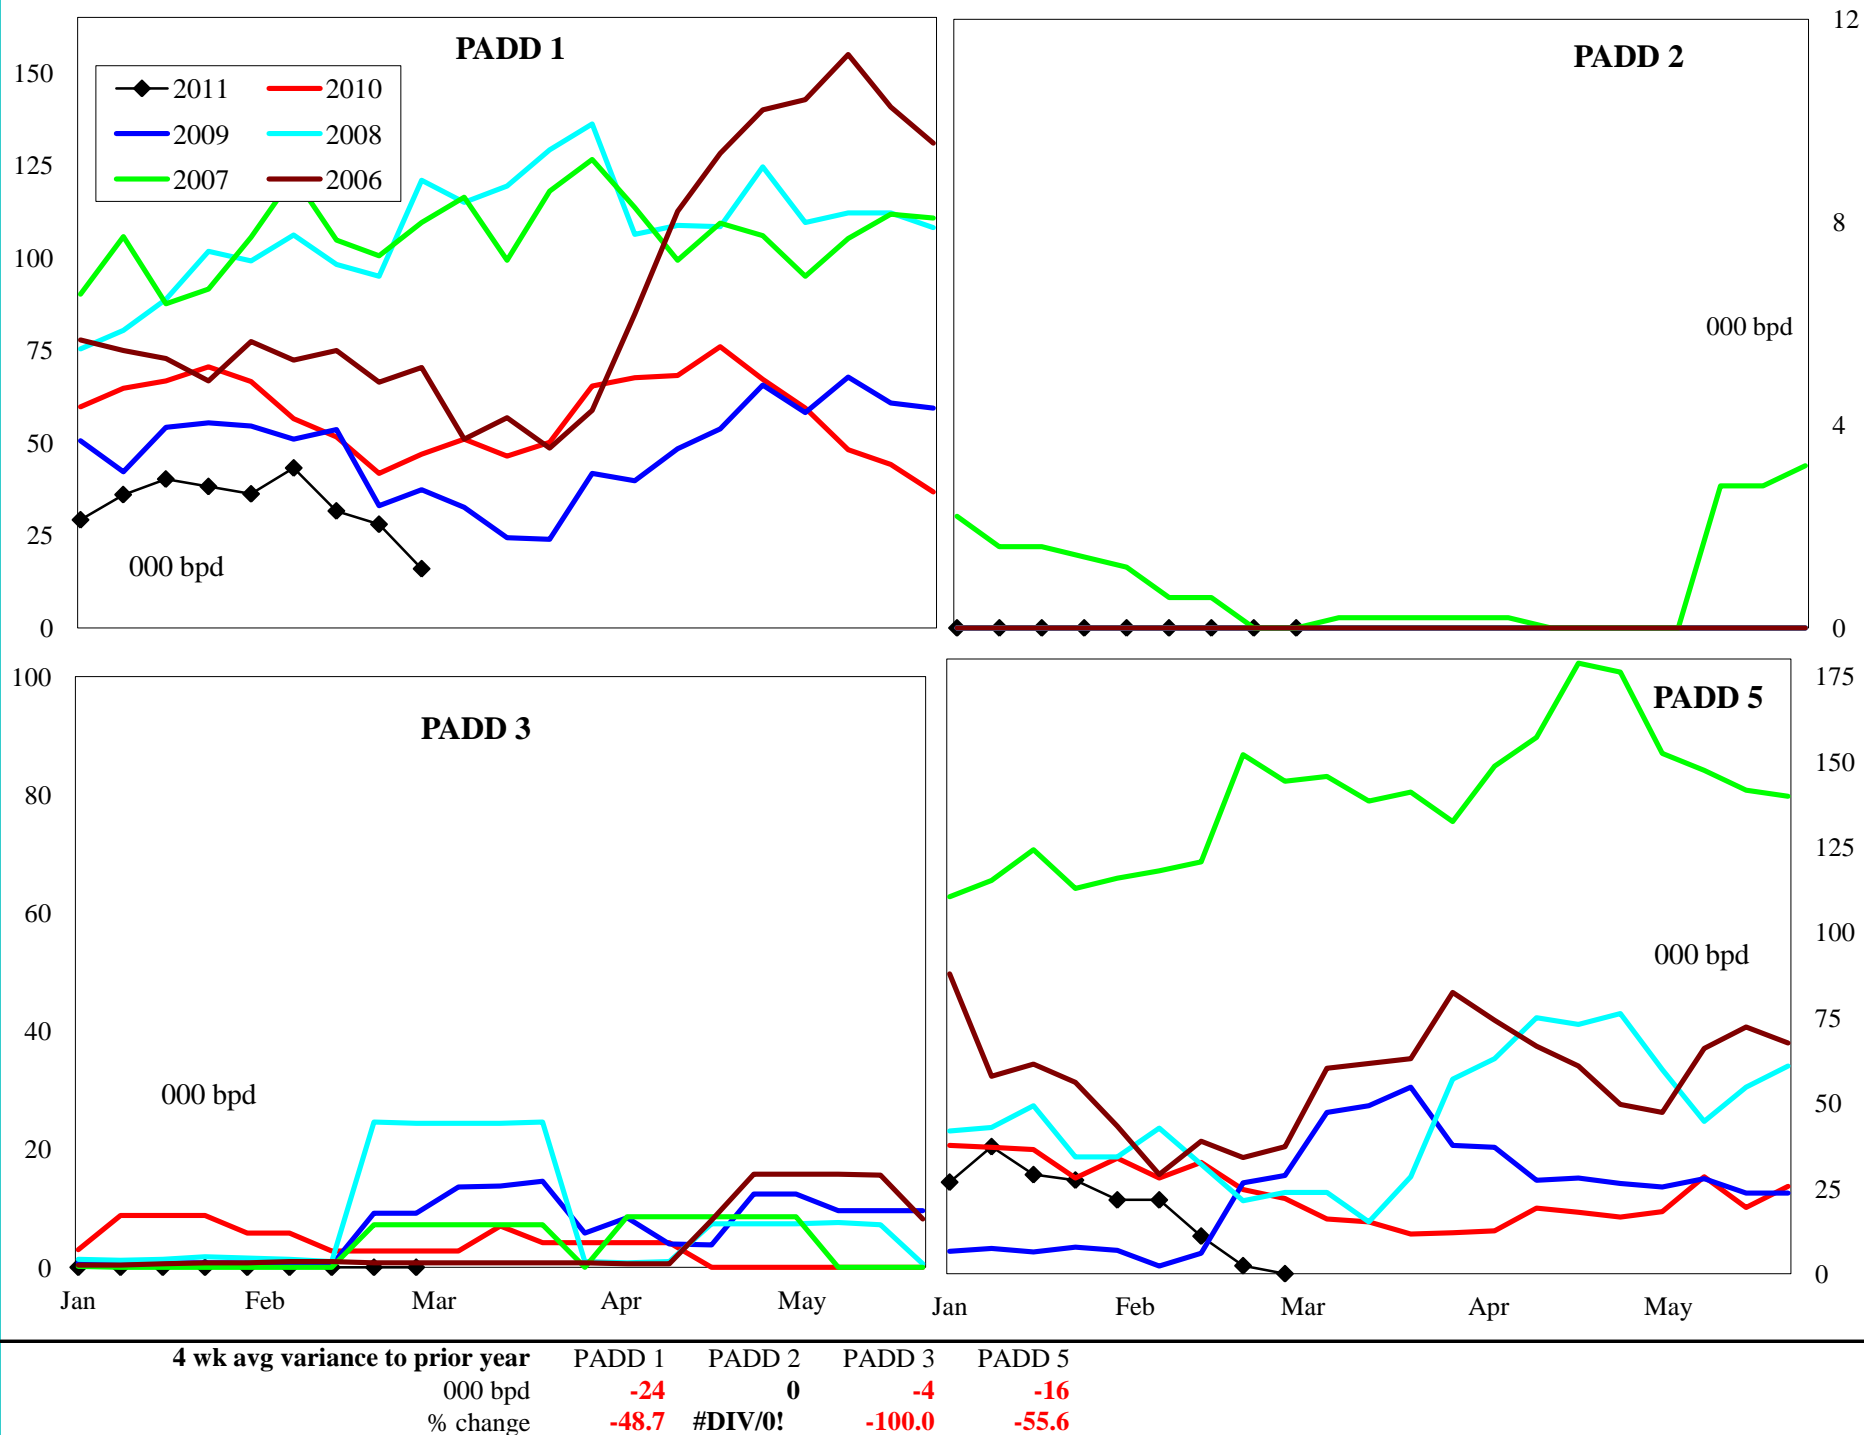 PADD 1
150
125
100
75
50
25
0
2011 2010
2009 2008
2007 2006
000 bpd
PADD 2
12
8
4
0
000 bpd
PADD 3
100
80
60
40
20
0
000 bpd
Jan Feb Mar Apr May
PADD 5
175
150
125
100
75
50
25
0
000 bpd
Jan Feb Mar Apr May
4 wk avg variance to prior year PADD 1 PADD 2 PADD 3 PADD 5
000 bpd -24 0 -4 -16
% change -48.7 #DIV/0! -100.0 -55.6